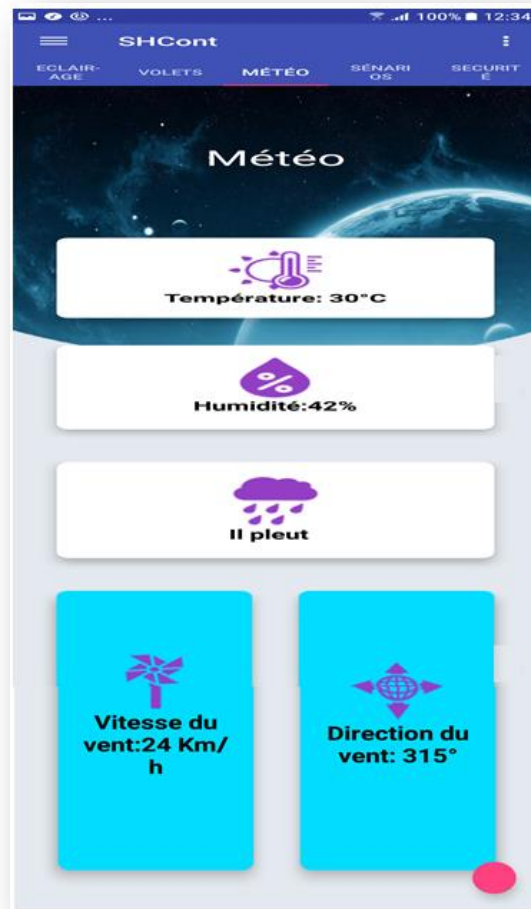 ... 100% 12:34
SHCont
ECLAIR-
AGE
VOLETS
MÉTÉO
SÉNARI
OS
SECURIT
É
Météo
Température: 30°C
%
Humidité:42%
Il pleut
Vitesse du
vent:24 Km/
h
Direction du
vent: 315°